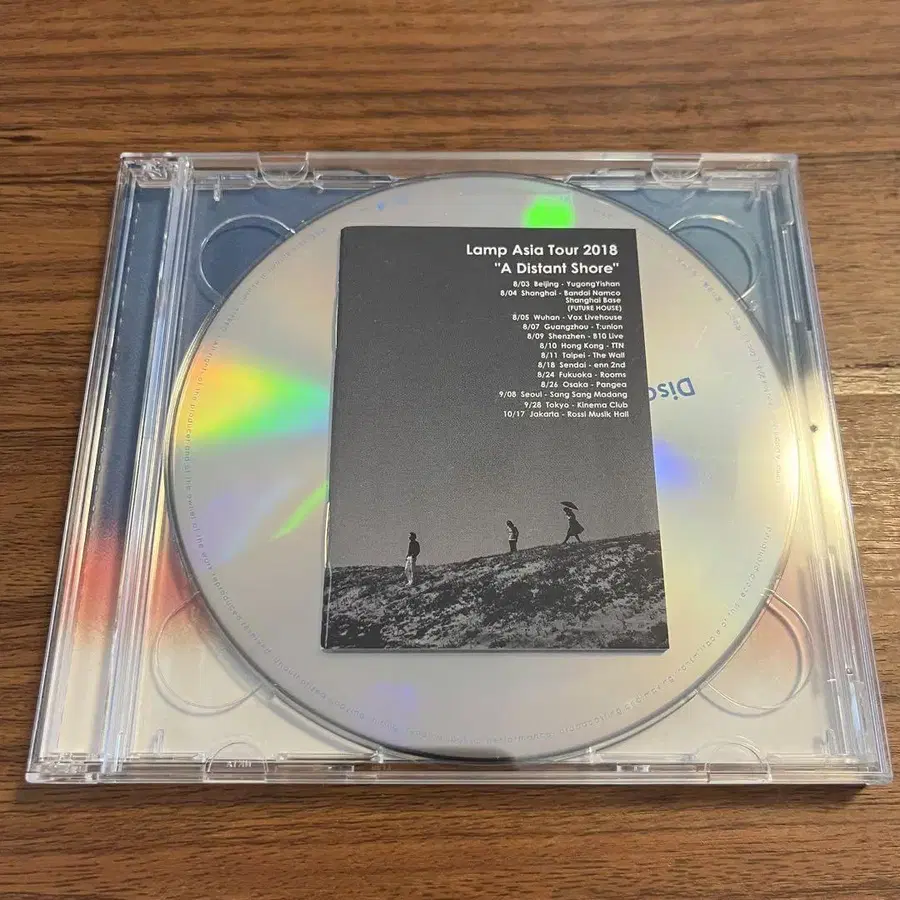 Lamp Asia Tour 2018
"A Distant Shore"
8/03 Beijing - YugongYishan
8/04 Shanghai - Bandai Namco
Shanghai Base
(FUTURE HOUSE)
8/05 Wuhan - Vox Livehouse
8/07 Guangzhou - T:union
8/09 Shenzhen - B10 Live
8/10 Hong Kong - TTN
8/11 Taipei - The Wall
8/18 Sendai - enn 2nd
8/24 Fukuoka - Rooms
8/26 Osaka - Pangea
9/08 Seoul - Sang Sang Madang
9/28 Tokyo - Kinema Club
10/17 Jakarta - Rossi Musik Hall
Disc